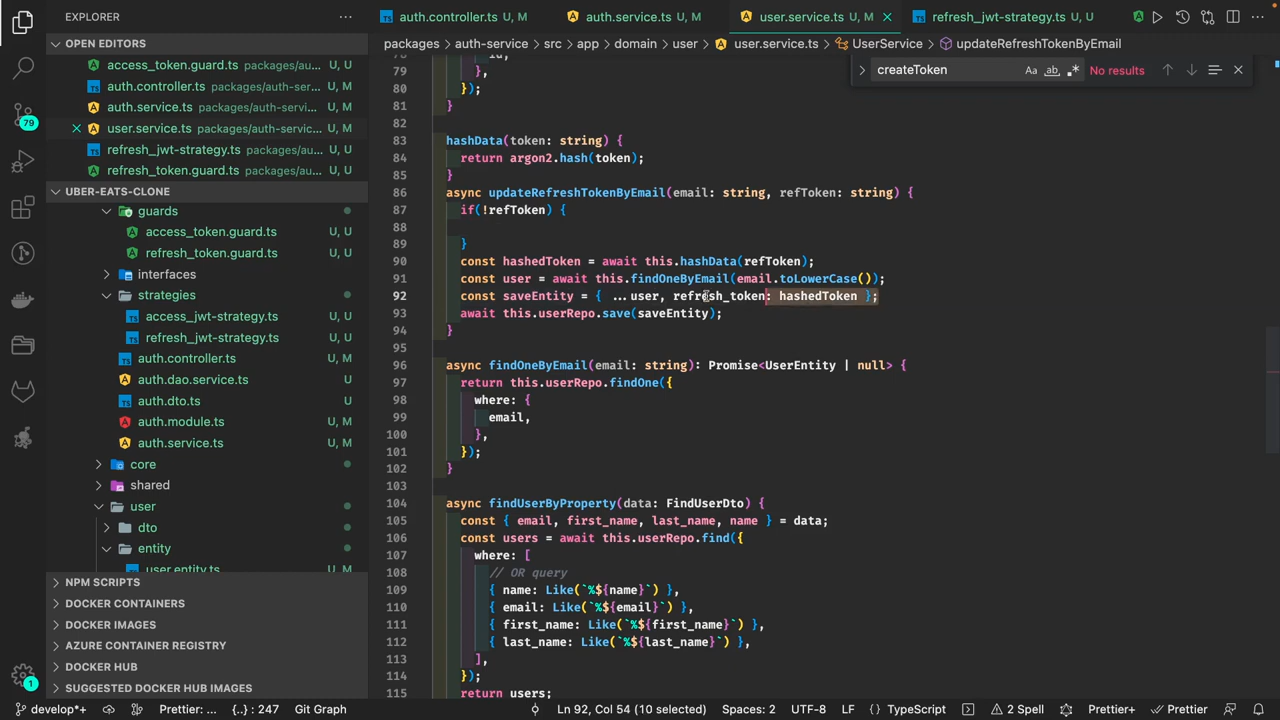 EXPLORER
auth.controller.ts U, M
auth.service.ts U, M
user.service.ts U, M
refresh_jwt-strategy.ts U
packages
auth-service
src
app
domain
user
user.service.ts
UserService
updateRefreshTokenByEmail
createToken
Aa
ab
No results
OPEN EDITORS
access_token.guard.ts packages/au...
auth.controller.ts packages/auth-se...
auth.service.ts packages/auth-servi...
user.service.ts packages/auth-servic...
refresh_jwt-strategy.ts packages/au...
refresh_token.guard.ts packages/aut...
UBER-EATS-CLONE
guards
access_token.guard.ts U, M
refresh_token.guard.ts U, M
interfaces
strategies
access_jwt-strategy.ts U, M
refresh_jwt-strategy.ts U, M
auth.controller.ts U, M
auth.dao.service.ts U
auth.dto.ts U
auth.module.ts U, M
auth.service.ts U, M
core
shared
user
dto
entity
user.entity.ts U, M
NPM SCRIPTS
DOCKER CONTAINERS
DOCKER IMAGES
AZURE CONTAINER REGISTRY
DOCKER HUB
SUGGESTED DOCKER HUB IMAGES
79
1
78 id,
79 },
80 });
81 }
82
83 hashData(token: string) {
84 return argon2.hash(token);
85 }
86 async updateRefreshTokenByEmail(email: string, refToken: string) {
87 if(!refToken) {
88
89 }
90 const hashedToken = await this.hashData(refToken);
91 const user = await this.findOneByEmail(email.toLowerCase());
92 const saveEntity = { ...user, refresh_token: hashedToken };
93 await this.userRepo.save(saveEntity);
94 }
95
96 async findOneByEmail(email: string): Promise<UserEntity | null> {
97 return this.userRepo.findOne({
98 where: {
99 email,
100 },
101 });
102 }
103
104 async findUserByProperty(data: FindUserDto) {
105 const { email, first_name, last_name, name } = data;
106 const users = await this.userRepo.find({
107 where: [
108 // OR query
109 { name: Like(`%${name}`) },
110 { email: Like(`%${email}`) },
111 { first_name: Like(`%${first_name}`) },
112 { last_name: Like(`%${last_name}`) },
113 ],
114 });
115 return users;
develop*+ Prettier: ... {..} : 247 Git Graph Ln 92, Col 54 (10 selected) Spaces: 2 UTF-8 LF TypeScript 2 Spell Prettier+ Prettier